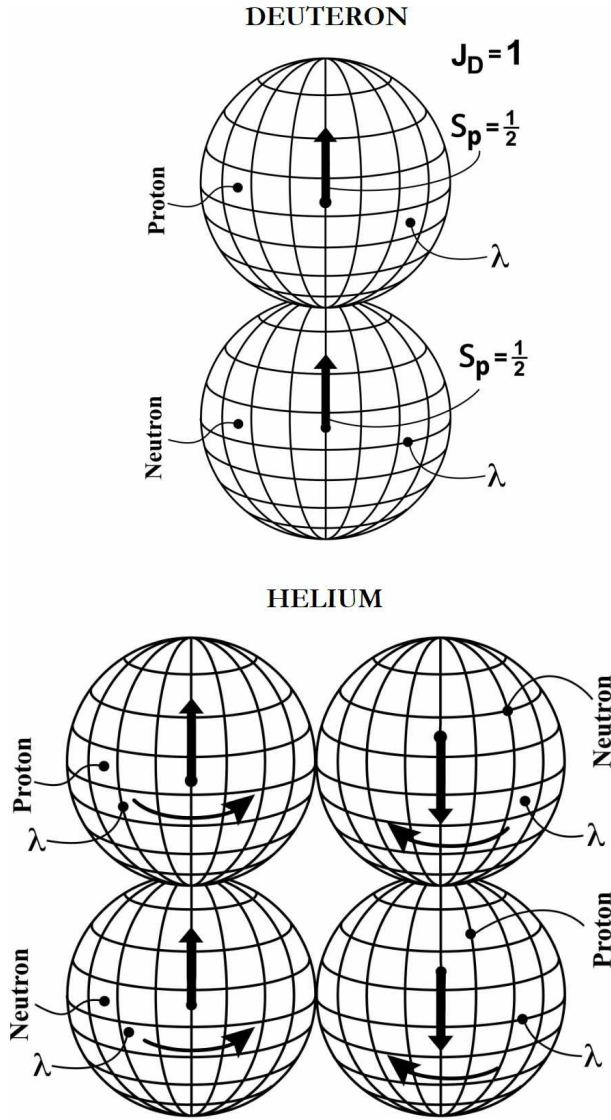 DEUTERON
J_D = 1
S_p = 1/2
Proton
λ
S_p = 1/2
Neutron
λ
HELIUM
Neutron
Proton
λ
λ
Proton
Neutron
λ
λ